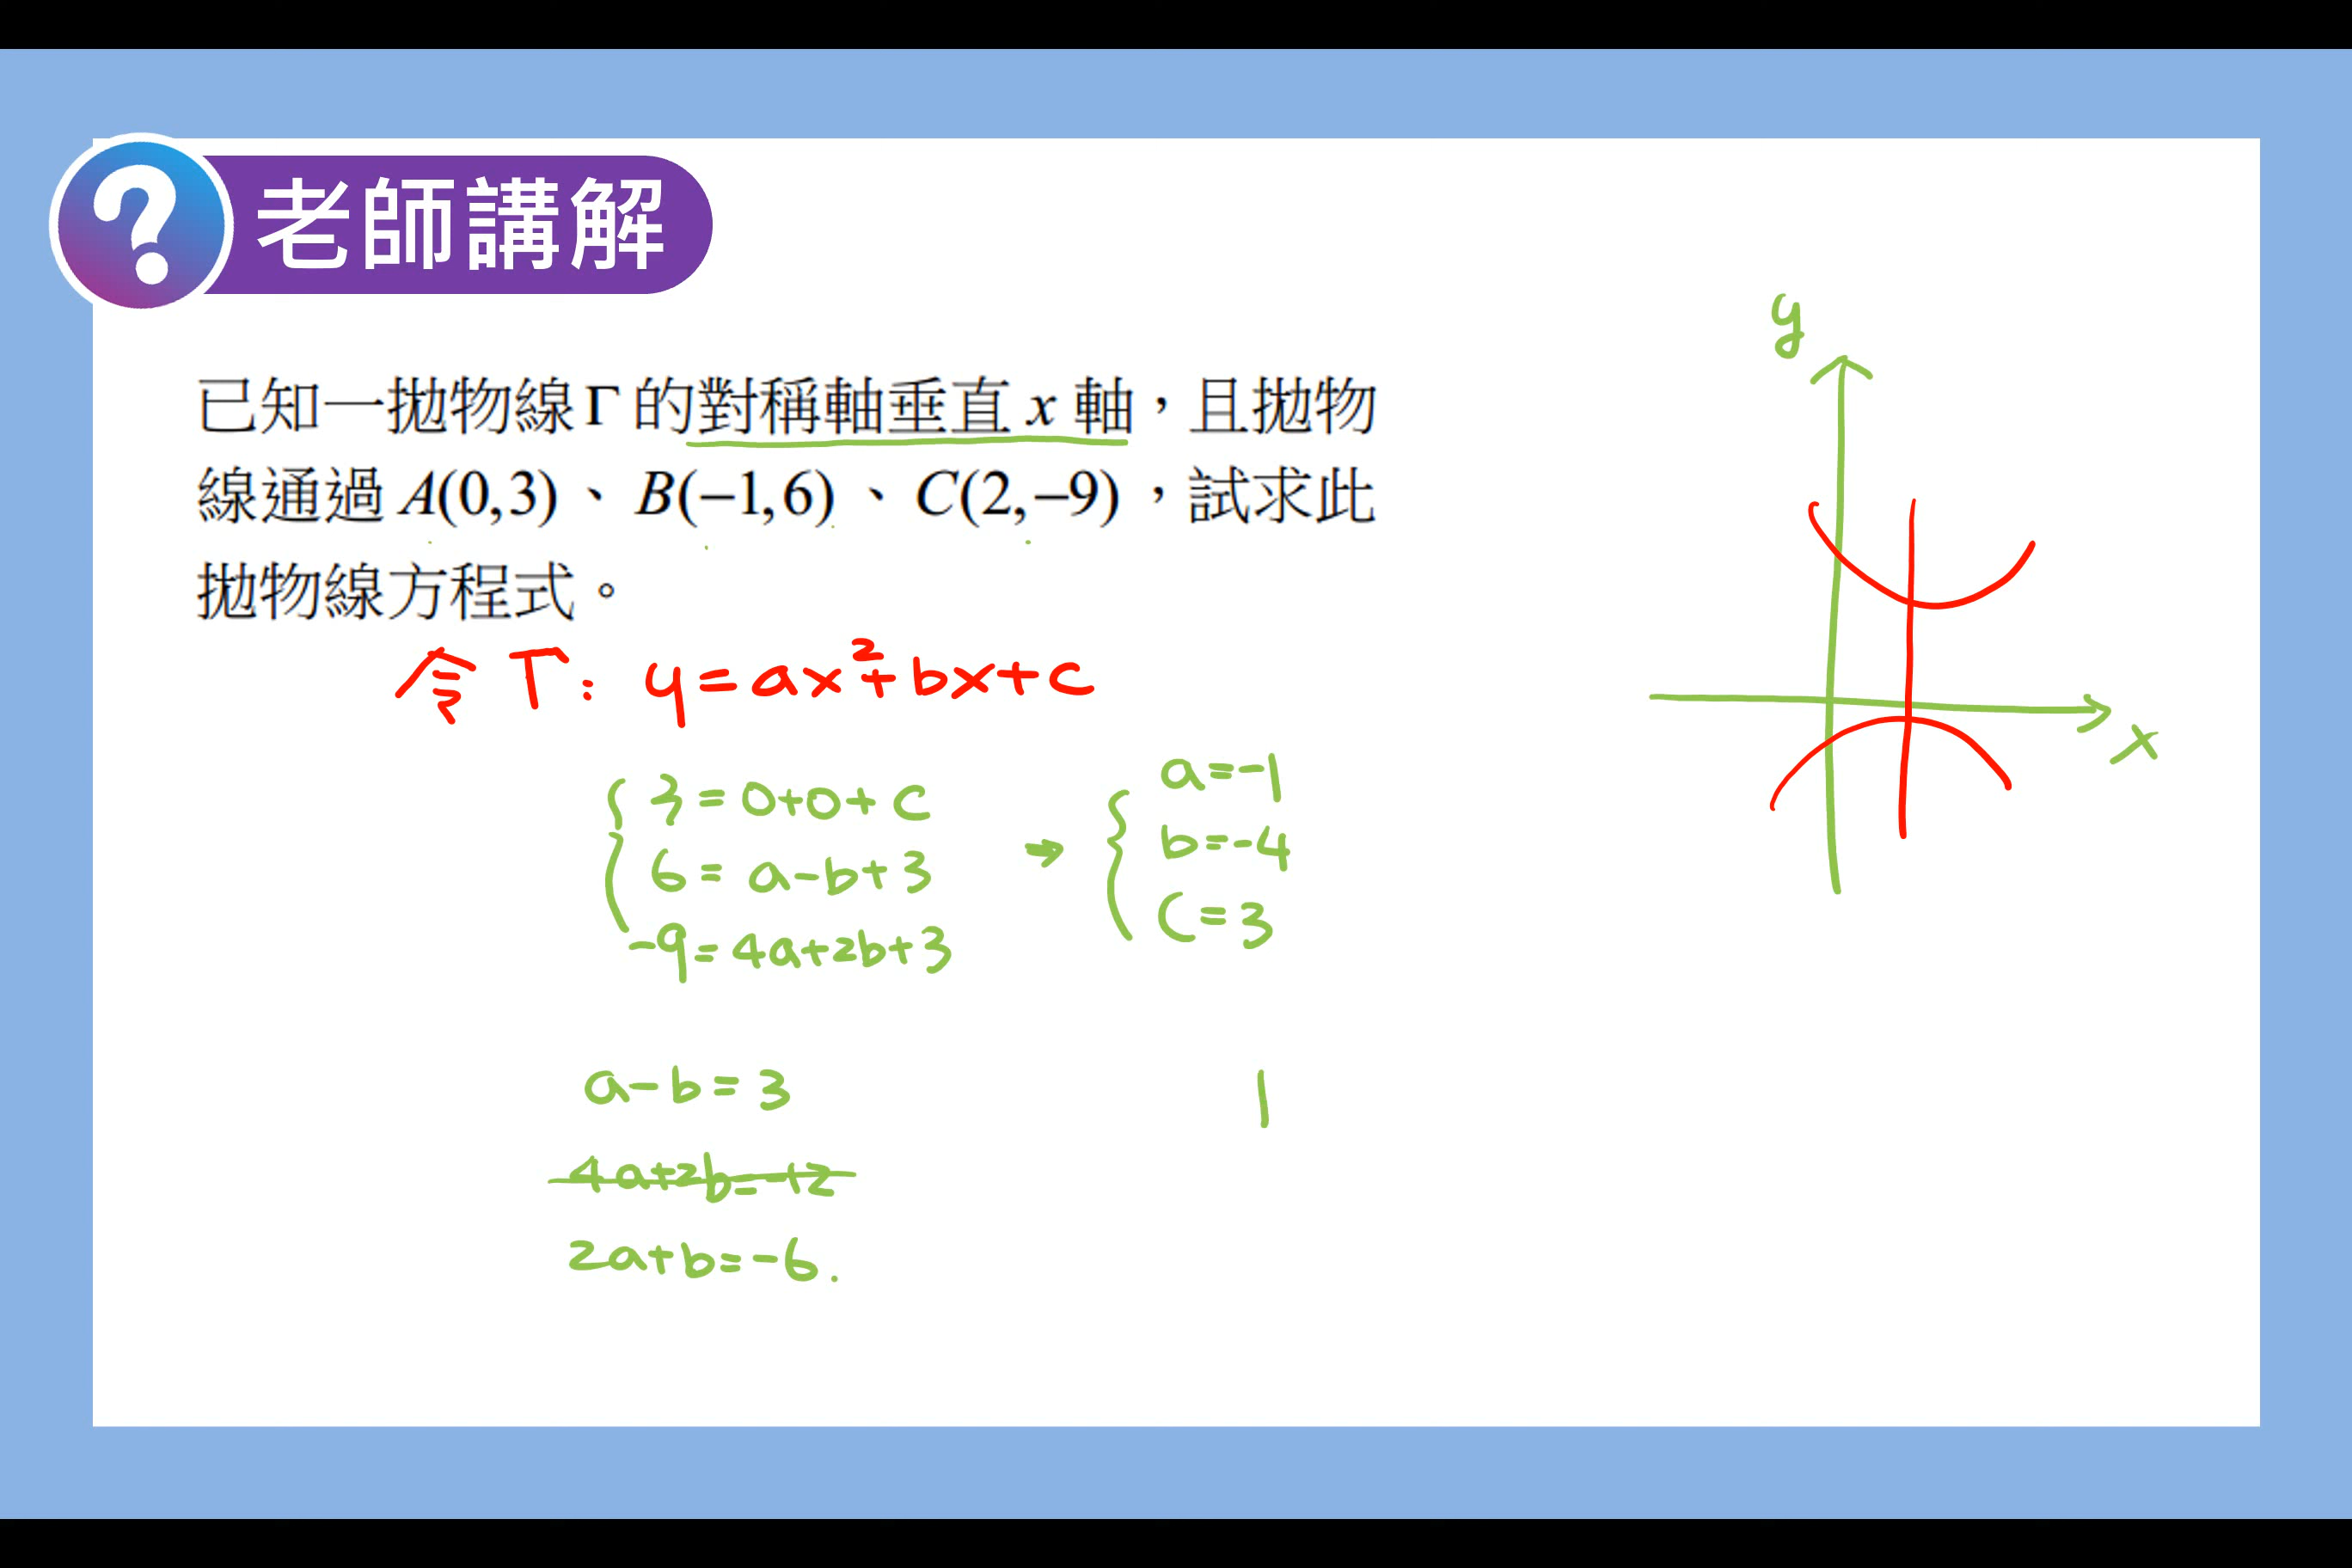 老師講解
已知一拋物線Γ的對稱軸垂直 x 軸，且拋物
線通過 A(0,3)、B(−1,6)、C(2,−9)，試求此
拋物線方程式。
令 Γ: y=ax²+bx+c
3=0+0+c
6=a-b+3
-9=4a+2b+3
a=-1
b=-4
c=3
a-b=3
4a+2b=-12
2a+b=-6.
y
x